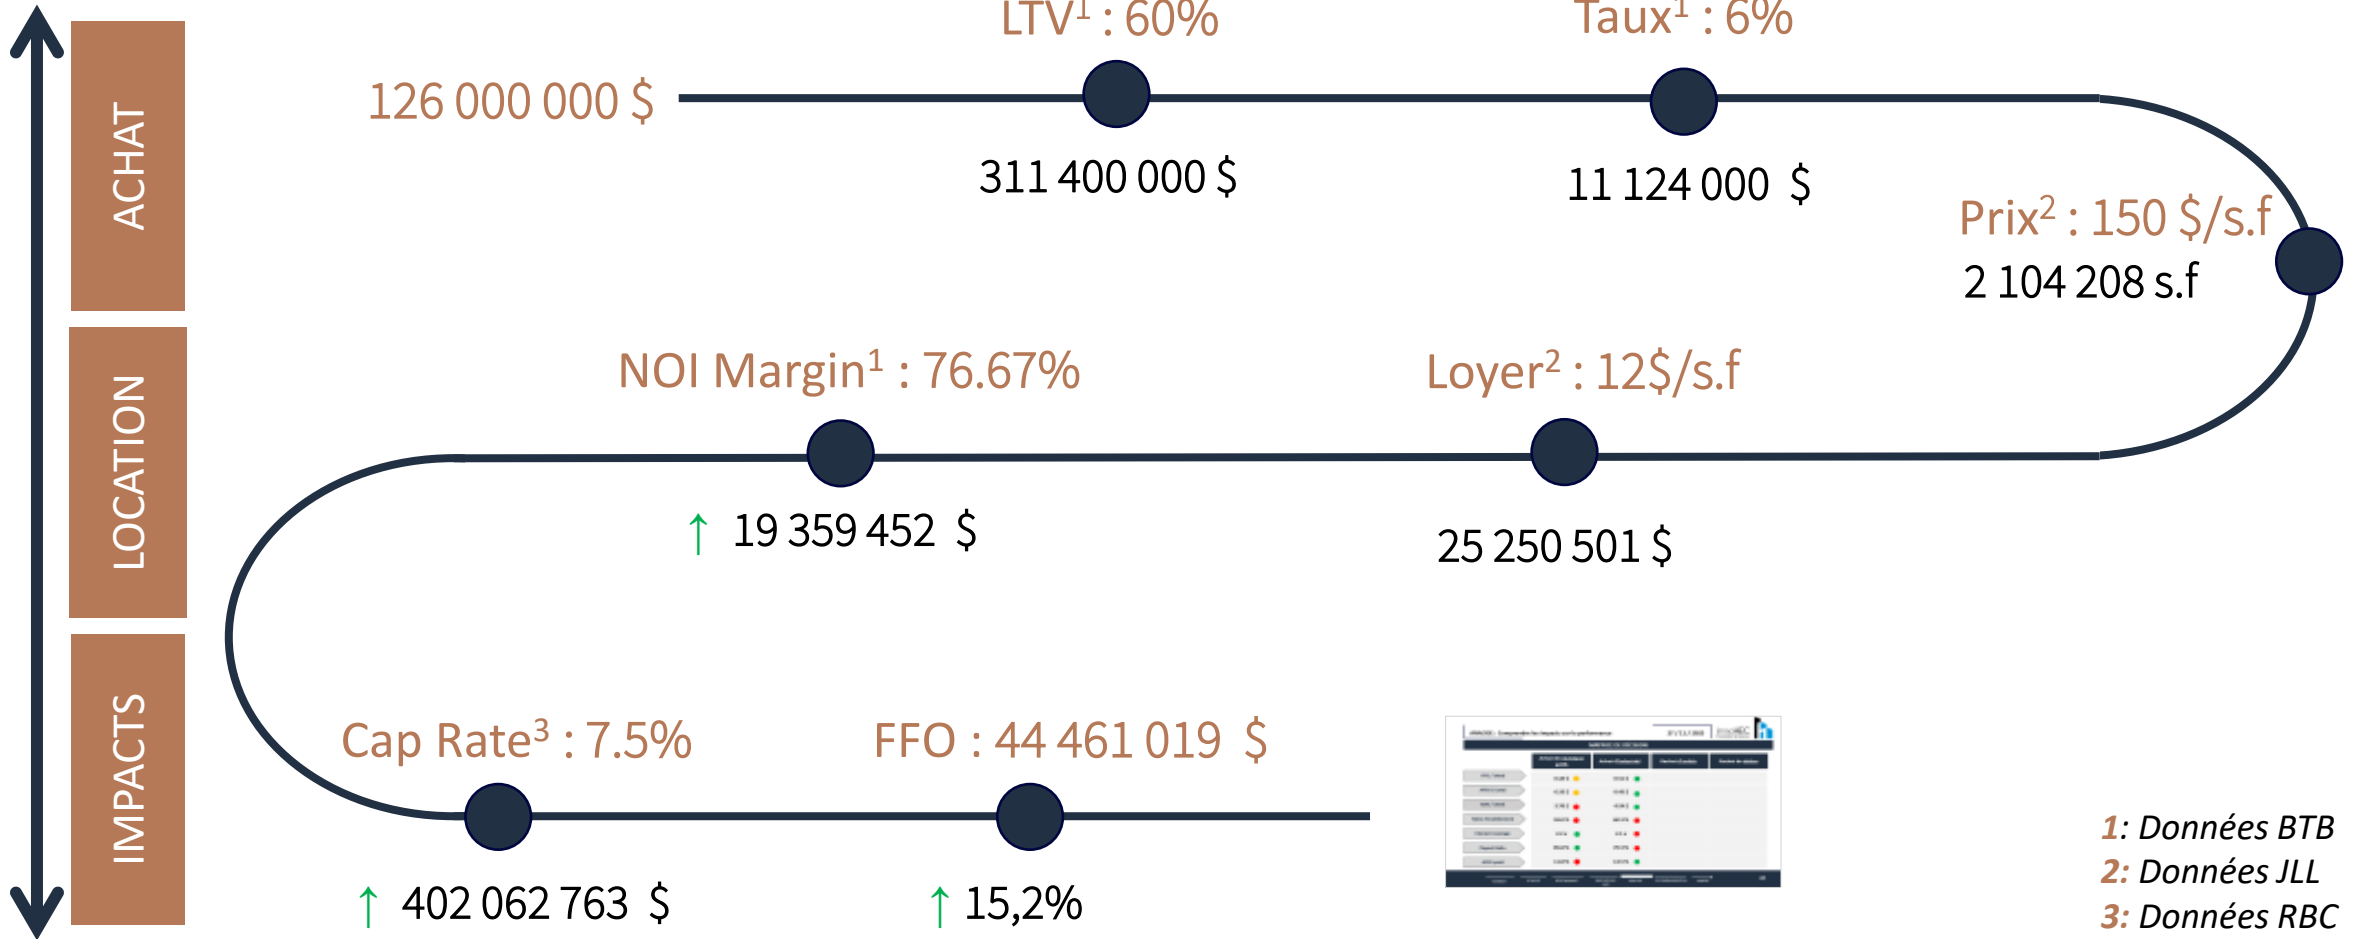 LTV¹ : 60%
Taux¹ : 6%
ACHAT
126 000 000 $
311 400 000 $
11 124 000 $
Prix² : 150 $/s.f
2 104 208 s.f
LOCATION
NOI Margin¹ : 76.67%
Loyer² : 12$/s.f
↑ 19 359 452 $
25 250 501 $
IMPACTS
Cap Rate³ : 7.5%
FFO : 44 461 019 $
↑ 402 062 763 $
↑ 15,2%
1: Données BTB
2: Données JLL
3: Données RBC